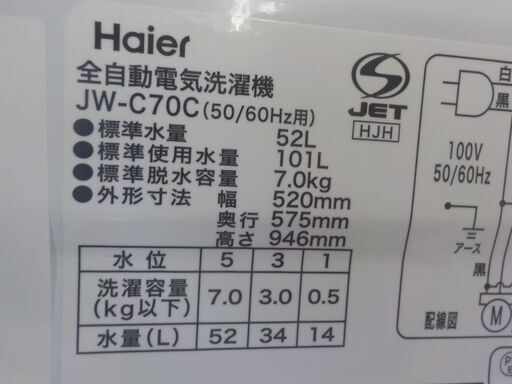 Haier
全自動電気洗濯機
JW-C70C(50/60Hz用)
●標準水量 52L
●標準使用水量 101L
●標準脱水容量 7.0kg
●外形寸法 幅 520mm
奥行 575mm
高さ 946mm
水位 5 3 1
洗濯容量(kg以下) 7.0 3.0 0.5
水量(L) 52 34 14
S
JET
HJH
白
黒
100V
50/60Hz
アース
黒
配線図
M